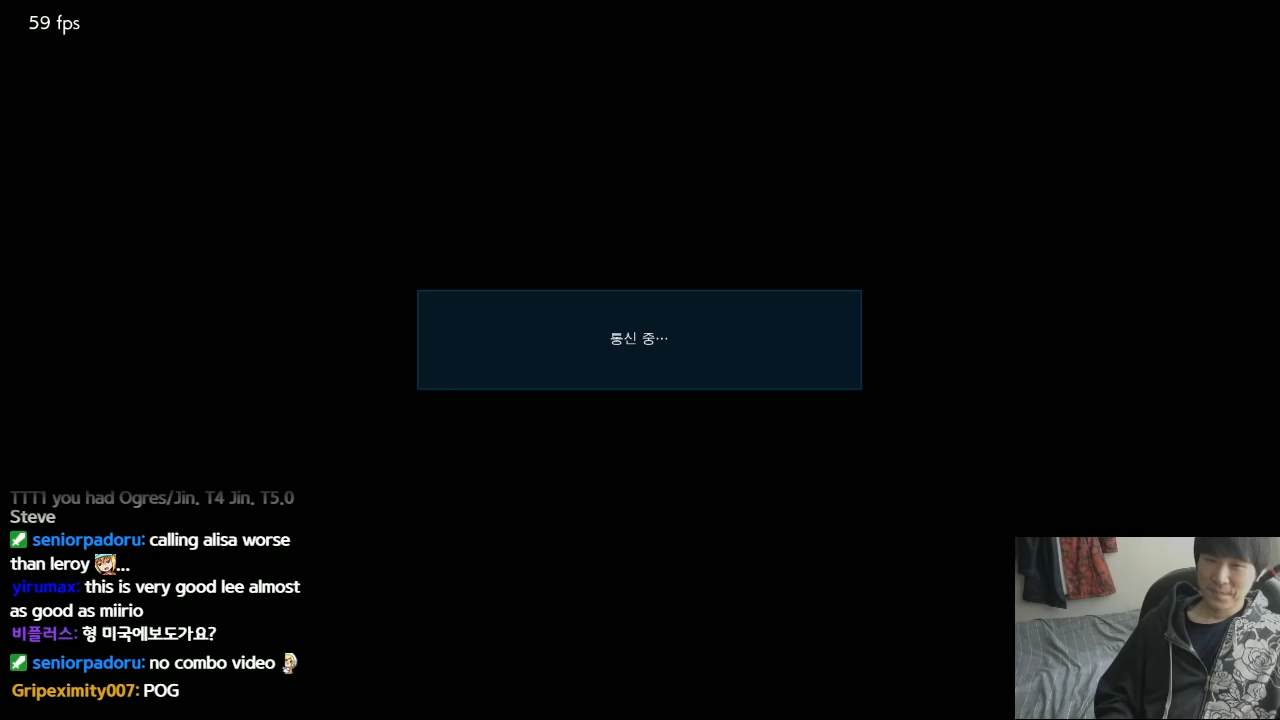 59 fps
통신 중…
TTT1 you had Ogres/Jin. T4 Jin. T5.0
Steve
seniorpadoru: calling alisa worse
than leroy ...
yirumax: this is very good lee almost
as good as miirio
비플러스: 형 미국에보도가요?
seniorpadoru: no combo video
Gripeximity007: POG